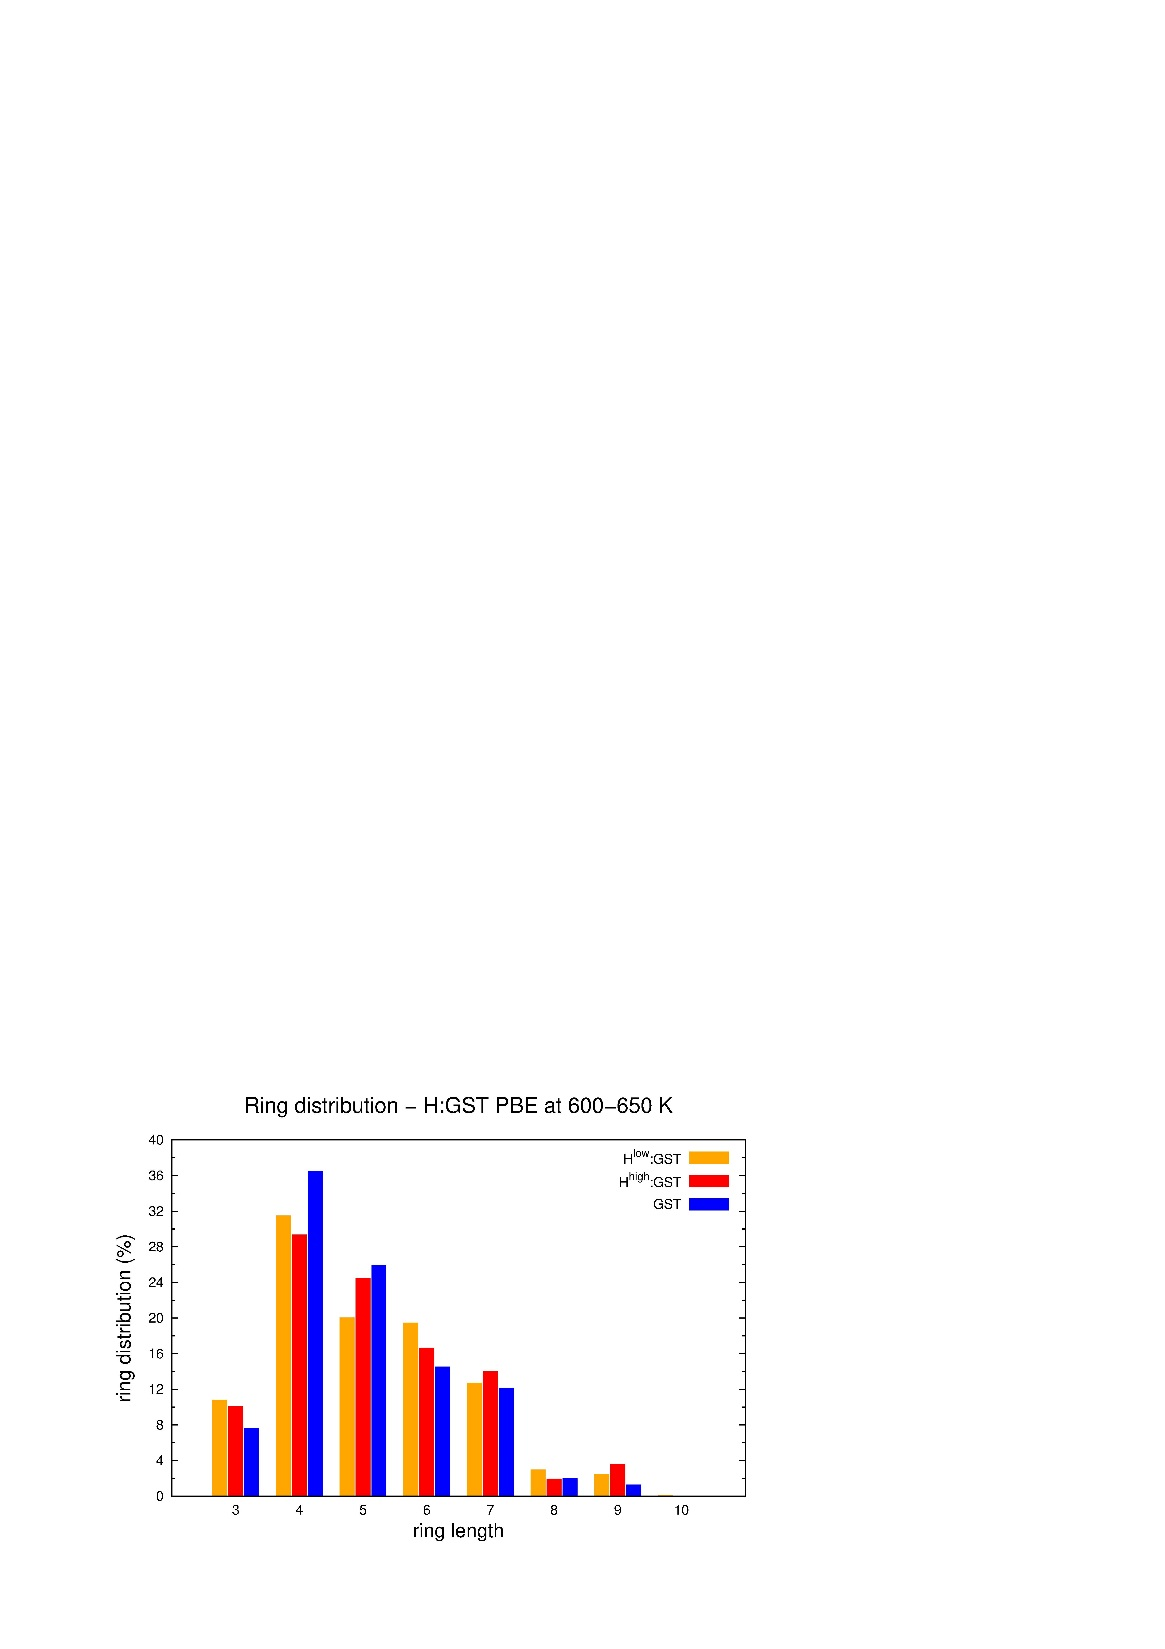 Ring distribution – H:GST PBE at 600–650 K
40
36
32
28
24
20
16
12
8
4
0
ring distribution (%)
H^low:GST
H^high:GST
GST
3 4 5 6 7 8 9 10
ring length